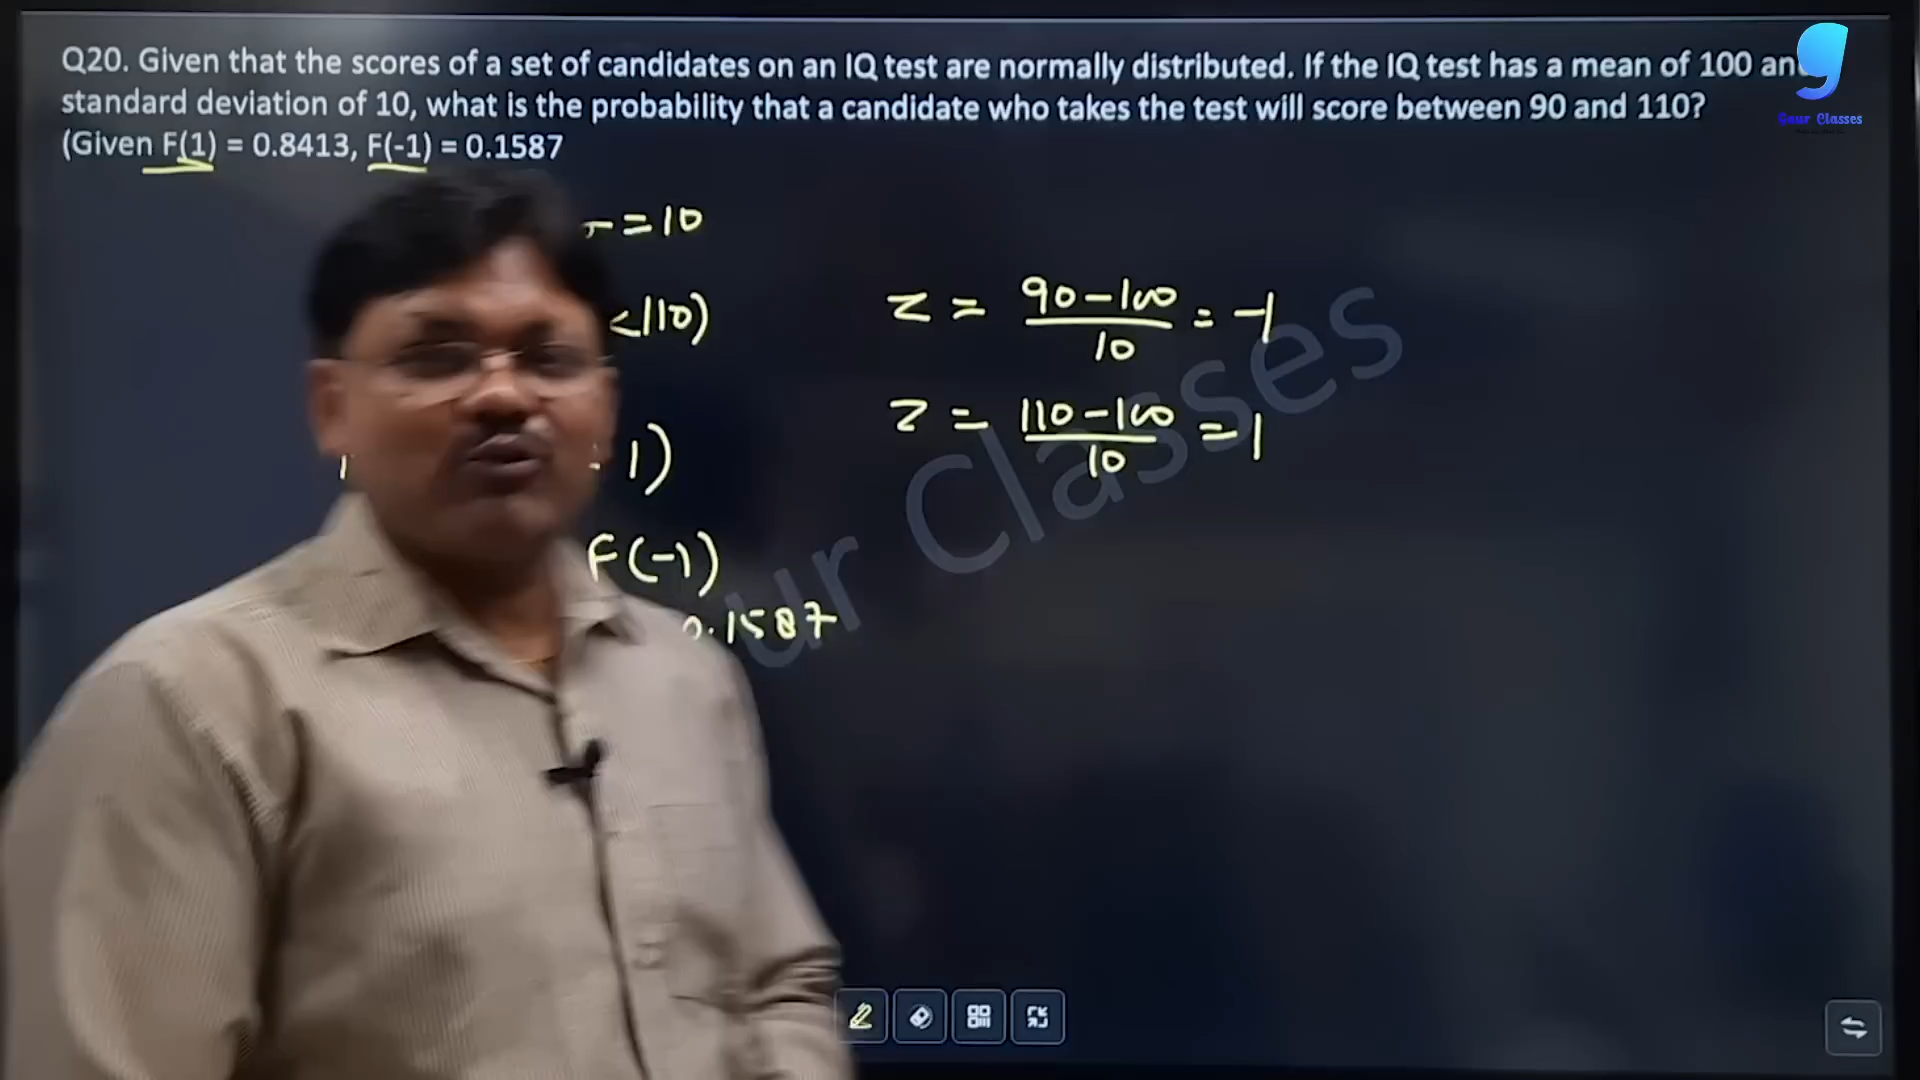 Q20. Given that the scores of a set of candidates on an IQ test are normally distributed. If the IQ test has a mean of 100 and
standard deviation of 10, what is the probability that a candidate who takes the test will score between 90 and 110?
(Given F(1) = 0.8413, F(-1) = 0.1587
Gour Classes
= 10
< 110)
z = 90 - 100 / 10 = -1
z = 110 - 100 / 10 = 1
1)
F(-1)
0.1587
ur Classes